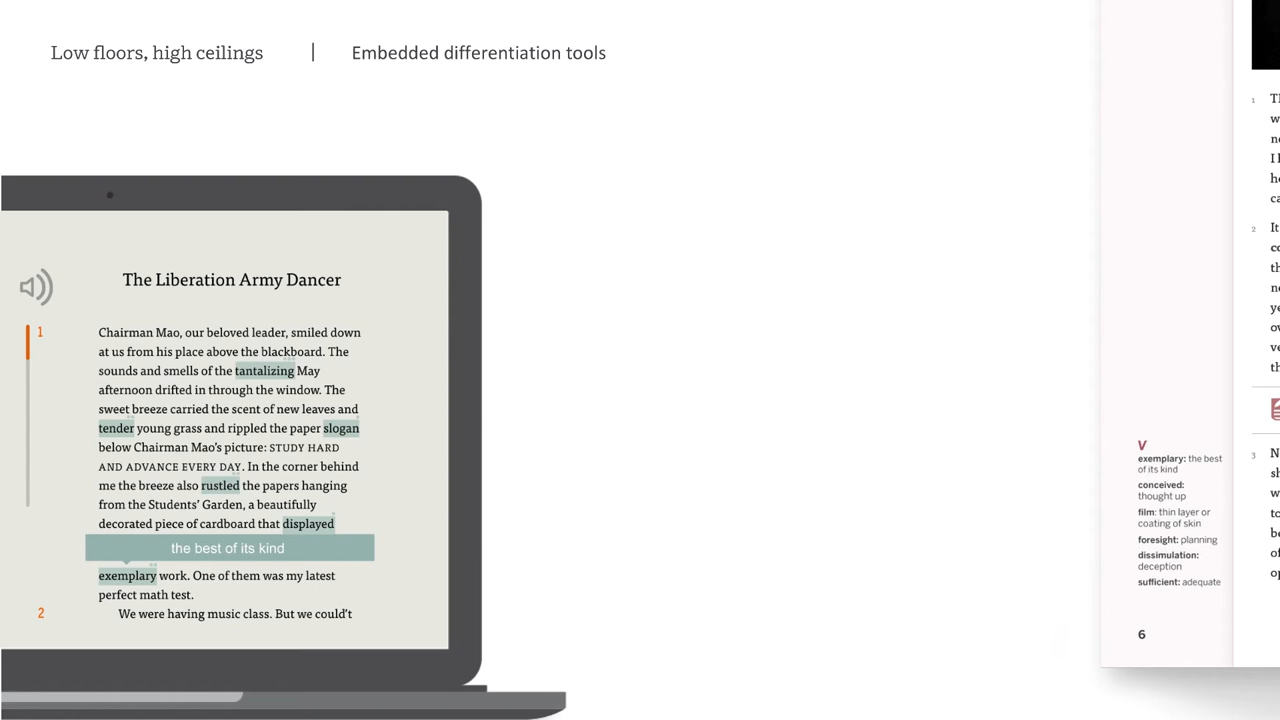 Low floors, high ceilings | Embedded differentiation tools
The Liberation Army Dancer
1
Chairman Mao, our beloved leader, smiled down
at us from his place above the blackboard. The
sounds and smells of the tantalizing May
afternoon drifted in through the window. The
sweet breeze carried the scent of new leaves and
tender young grass and rippled the paper slogan
below Chairman Mao's picture: STUDY HARD
AND ADVANCE EVERY DAY. In the corner behind
me the breeze also rustled the papers hanging
from the Students' Garden, a beautifully
decorated piece of cardboard that displayed
the best of its kind
exemplary work. One of them was my latest
perfect math test.
2
We were having music class. But we could't
V
exemplary: the best
of its kind
conceived:
thought up
film: thin layer or
coating of skin
foresight: planning
dissimulation:
deception
sufficient: adequate
6
1
2
It
3